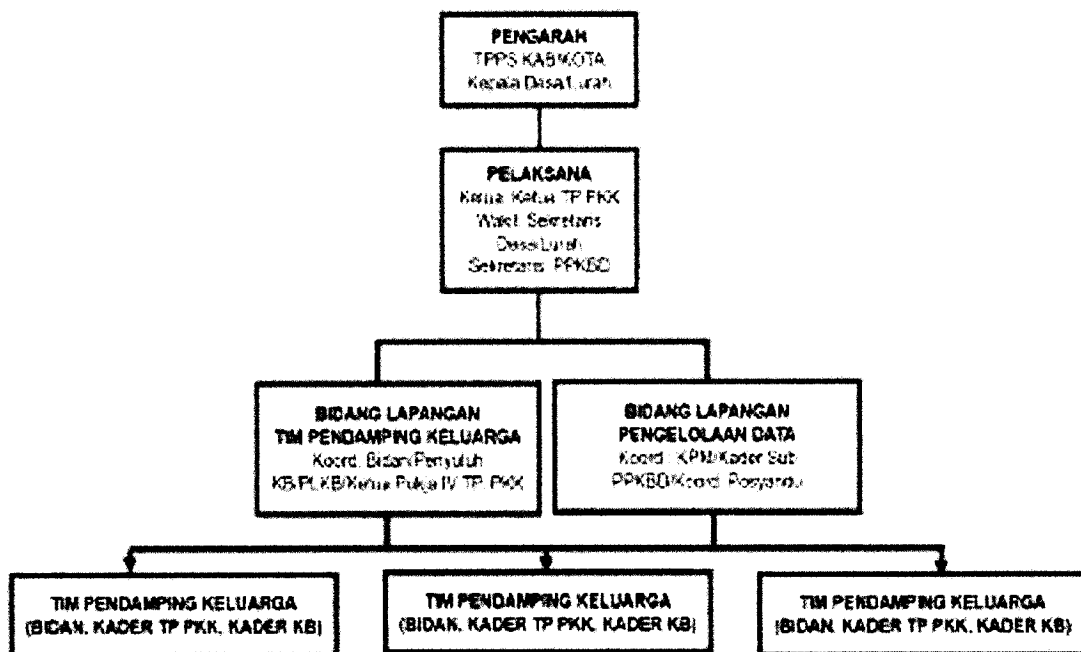 PENGARAH
TPPS KAB/KOTA
Kepala Desa/Lurah
PELAKSANA
Ketua: Ketua TP PKK
Wakil: Sekretaris
Desa/Lurah
Sekretaris: PPKBD
BIDANG LAPANGAN
TIM PENDAMPING KELUARGA
Koord. Bidan/Penyuluh
KB/PLKB/Ketua Pokja IV TP. PKK
BIDANG LAPANGAN
PENGELOLAAN DATA
Koord.: KPM/Kader Sub
PPKBD/Koord. Posyandu
TIM PENDAMPING KELUARGA
(BIDAN, KADER TP PKK, KADER KB)
TIM PENDAMPING KELUARGA
(BIDAN, KADER TP PKK, KADER KB)
TIM PENDAMPING KELUARGA
(BIDAN, KADER TP PKK, KADER KB)